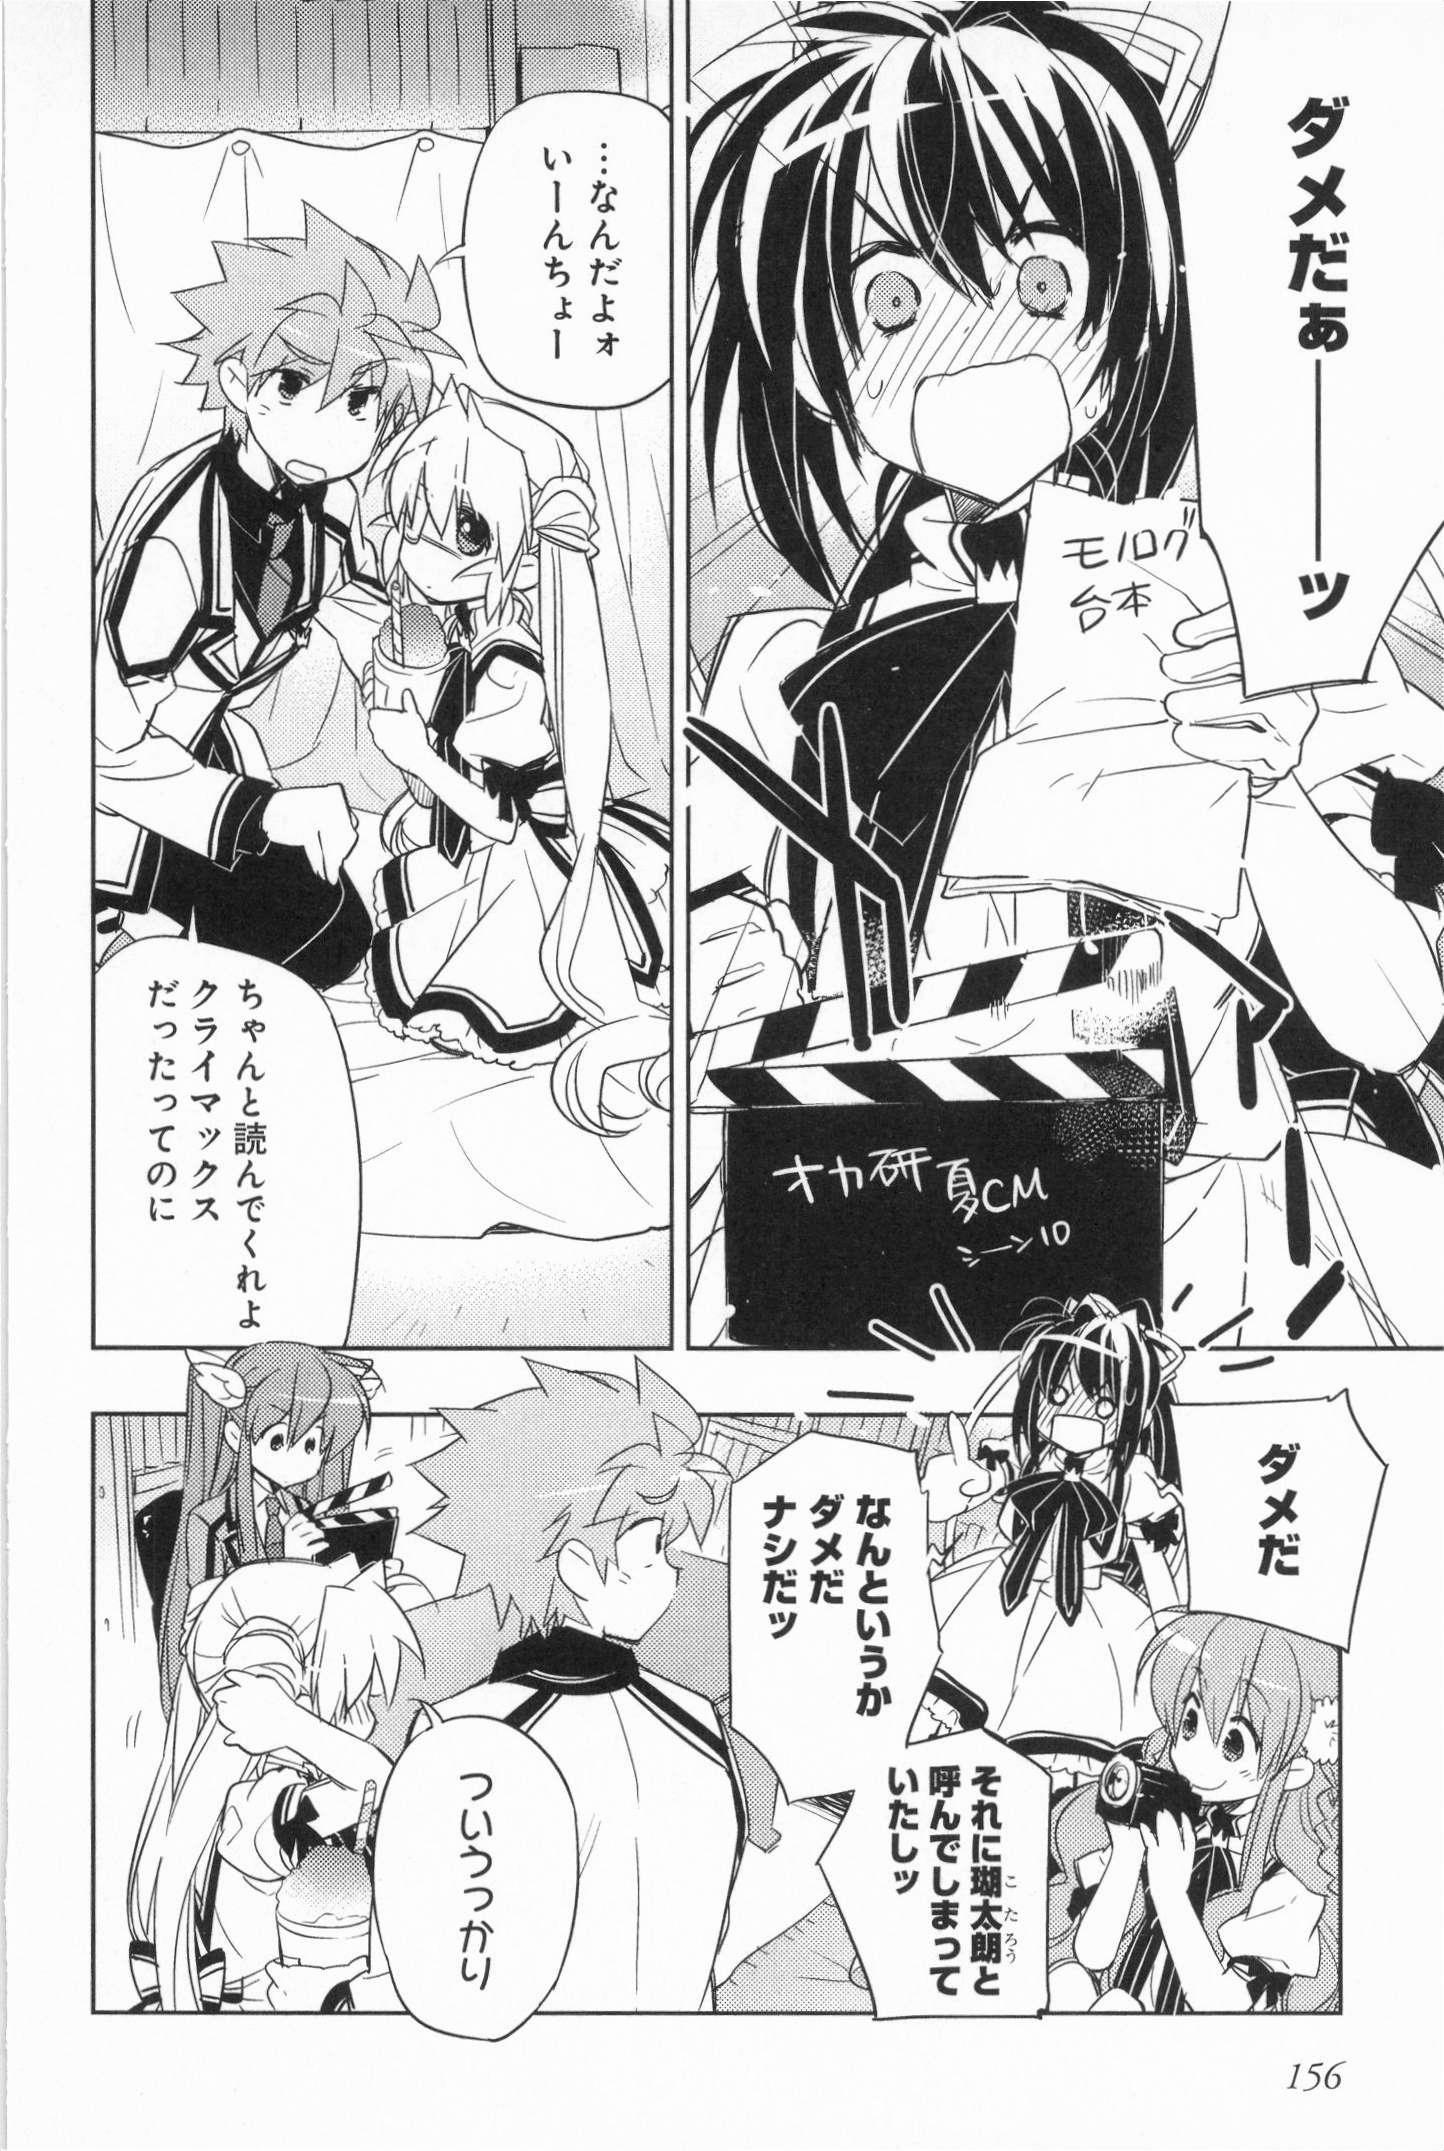 ダメだぁーーッ
モノログ
台本
オカ研夏CM
シーン10
…なんだよォ
いーんちょー
ちゃんと読んでくれよ
クライマックス
だったってのに
ダメだ
なんというか
ダメだ
ナシだッ
それに瑚太朗と
こたろう
呼んでしまって
いたしッ
ついうっかり
156